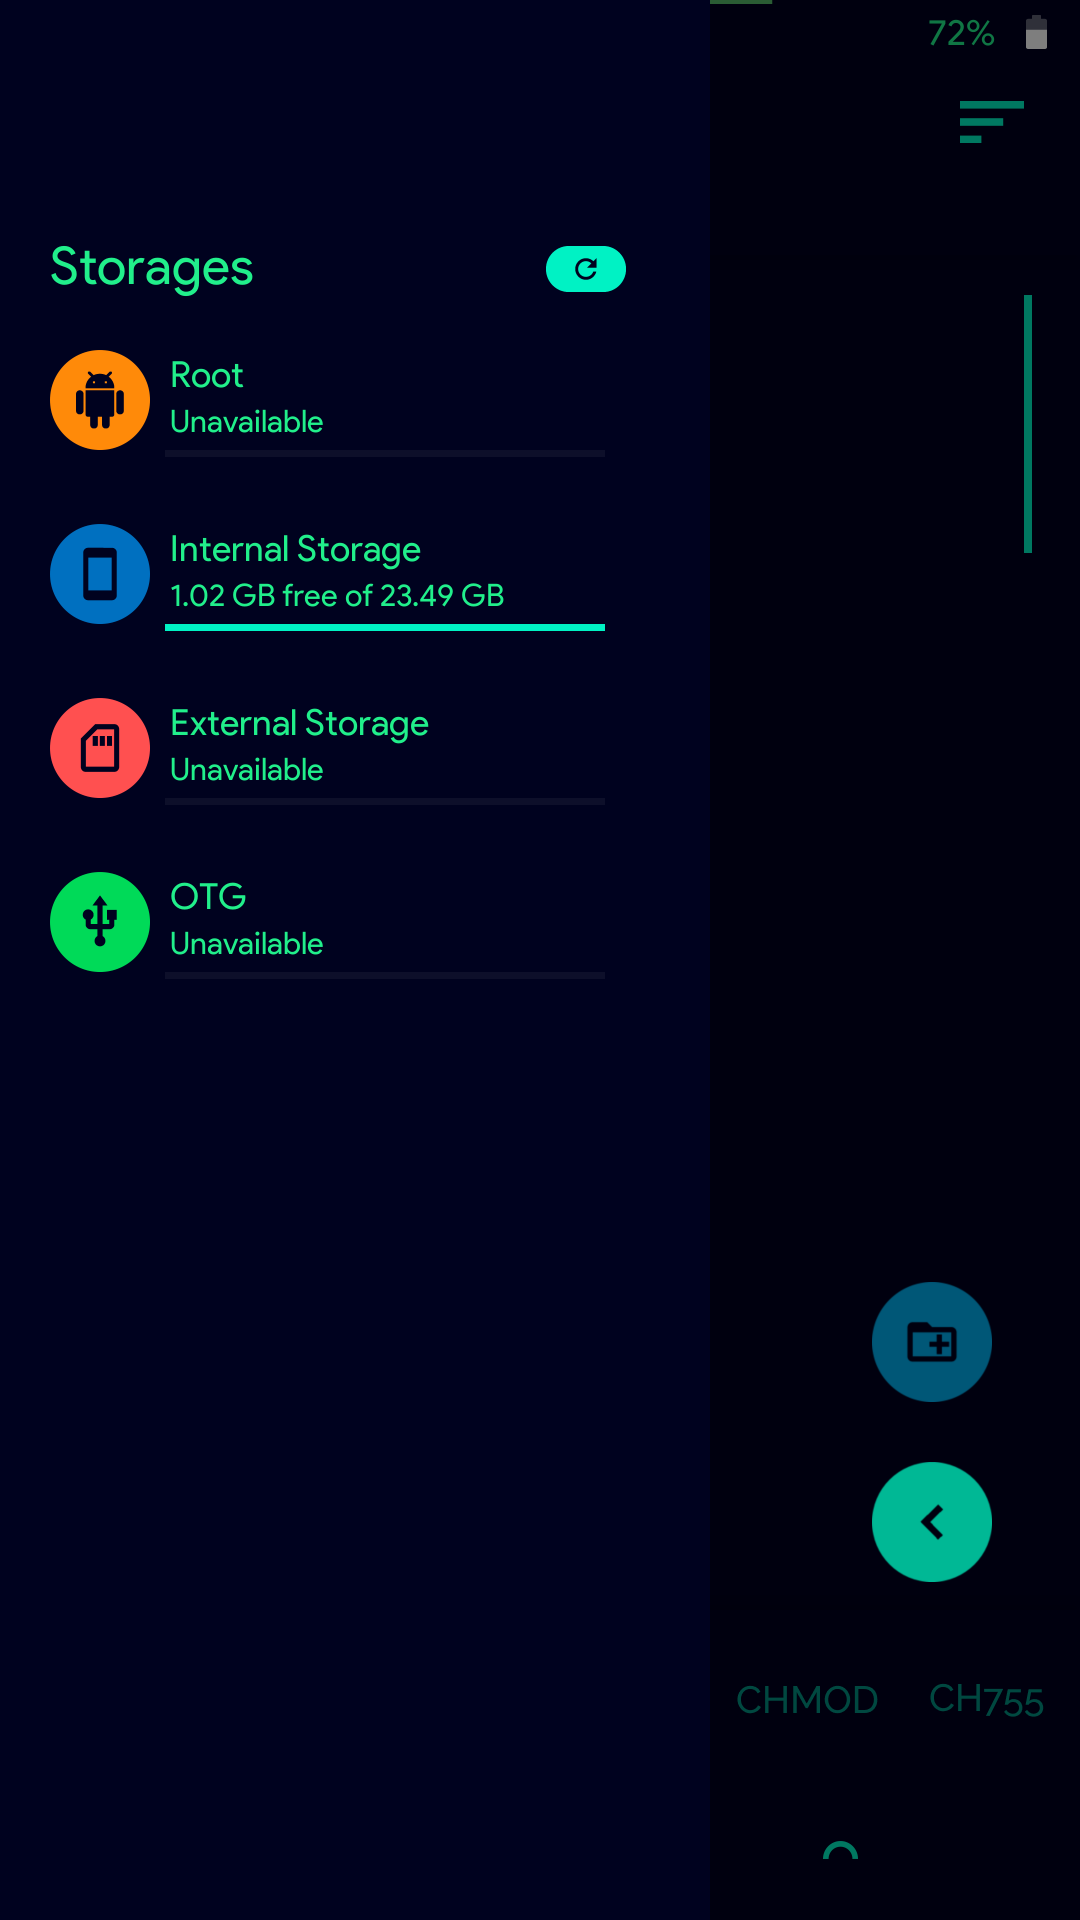 72%
Storages
Root
Unavailable
Internal Storage
1.02 GB free of 23.49 GB
External Storage
Unavailable
OTG
Unavailable
CHMOD CH755